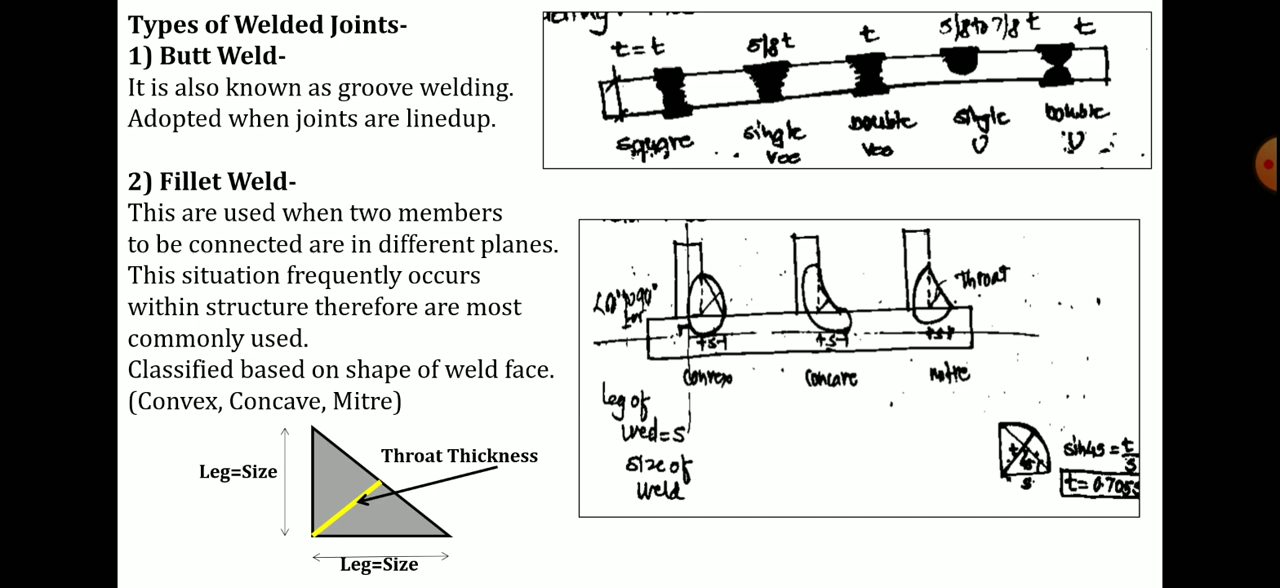 Types of Welded Joints-
1) Butt Weld-
It is also known as groove welding.
Adopted when joints are linedup.
2) Fillet Weld-
This are used when two members
to be connected are in different planes.
This situation frequently occurs
within structure therefore are most
commonly used.
Classified based on shape of weld face.
(Convex, Concave, Mitre)
Leg=Size
Throat Thickness
Leg=Size
t = t
5/8 t
t
5/8 to 7/8 t
t
square
single Vee
Double Vee
single U
Double U
Throat
convex
concave
mitre
Leg of
weld = S
size of
weld
sin45 = t/s
t = 0.705s